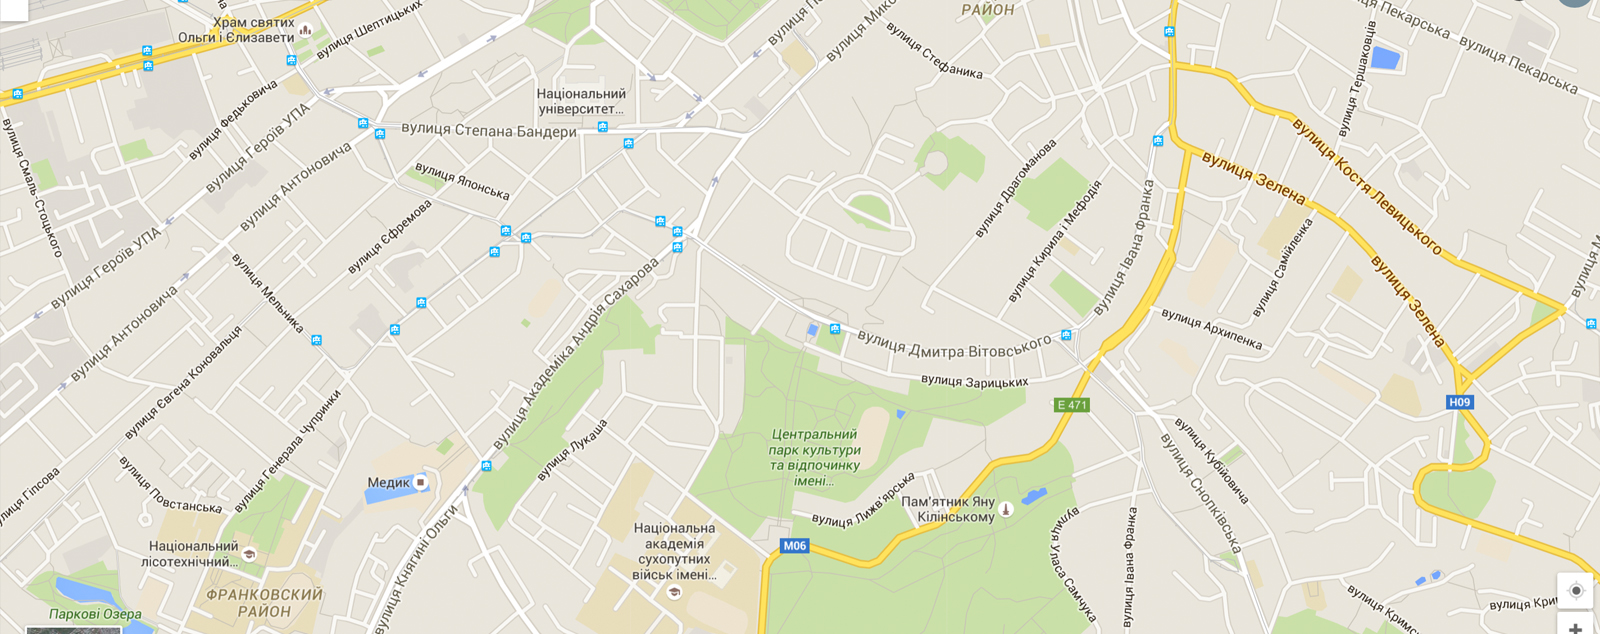 Храм святих
Ольги і Єлизавети
вулиця Шептицьких
вулиця Федьковича
вулиця Героїв УПА
вулиця Антоновича
вулиця Смаль-Стоцького
вулиця Степана Бандери
Національний
університет...
РАЙОН
вулиця Стефаника
вулиця Пекарська
вулиця Пекарська
вулиця Тершаковців
вулиця Костя Левицького
вулиця Зелена
вулиця Драгоманова
вулиця Кирила і Мефодія
вулиця Івана Франка
вулиця Самійленка
вулиця Зелена
вулиця Японська
вулиця Єфремова
вулиця Героїв УПА
вулиця Антоновича
вулиця Мельника
вулиця Євгена Коновальця
вулиця Академіка Андрія Сахарова
вулиця Дмитра Вітовського
вулиця Зарицьких
вулиця Архипенка
E 471
H09
вулиця Генерала Чупринки
вулиця Гіпсова
вулиця Повстанська
Медик
вулиця Лукаша
Центральний
парк культури
та відпочинку
імені...
вулиця Лижв'ярська
Пам'ятник Яну
Кілінському
вулиця Кубійовича
вулиця Снопківська
вулиця Уласа Самчука
вулиця Івана Франка
M06
Національна
академія
сухопутних
військ імені...
вулиця Княгині Ольги
Національний
лісотехнічний...
ФРАНКОВСКИЙ
РАЙОН
Паркові Озера